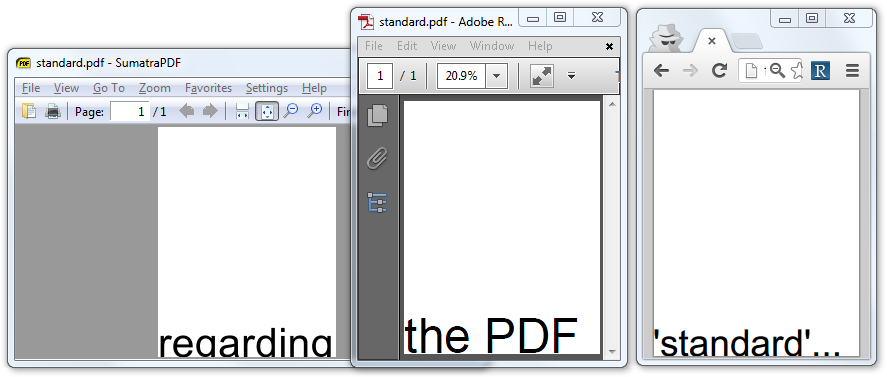 standard.pdf - SumatraPDF
File View Go To Zoom Favorites Settings Help
Page: 1 / 1
regarding
standard.pdf - Adobe R...
File Edit View Window Help
1 / 1 20.9%
the PDF
R
'standard'...